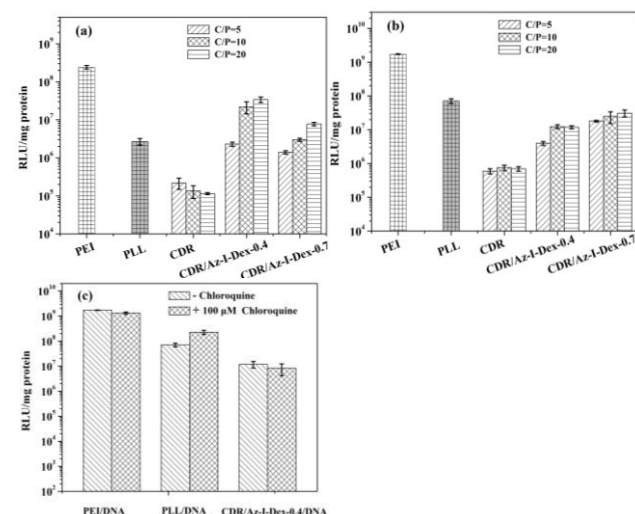 (a)
C/P=5
C/P=10
C/P=20
RLU/mg protein
10⁹
10⁸
10⁷
10⁶
10⁵
10⁴
PEI
PLL
CDR
CDR/Az-I-Dex-0.4
CDR/Az-I-Dex-0.7
(b)
C/P=5
C/P=10
C/P=20
RLU/mg protein
10¹⁰
10⁹
10⁸
10⁷
10⁶
10⁵
10⁴
PEI
PLL
CDR
CDR/Az-I-Dex-0.4
CDR/Az-I-Dex-0.7
(c)
- Chloroquine
+ 100 μM Chloroquine
RLU/mg protein
10¹⁰
10⁹
10⁸
10⁷
10⁶
10⁵
10⁴
10³
10²
PEI/DNA
PLL/DNA
CDR/Az-I-Dex-0.4/DNA